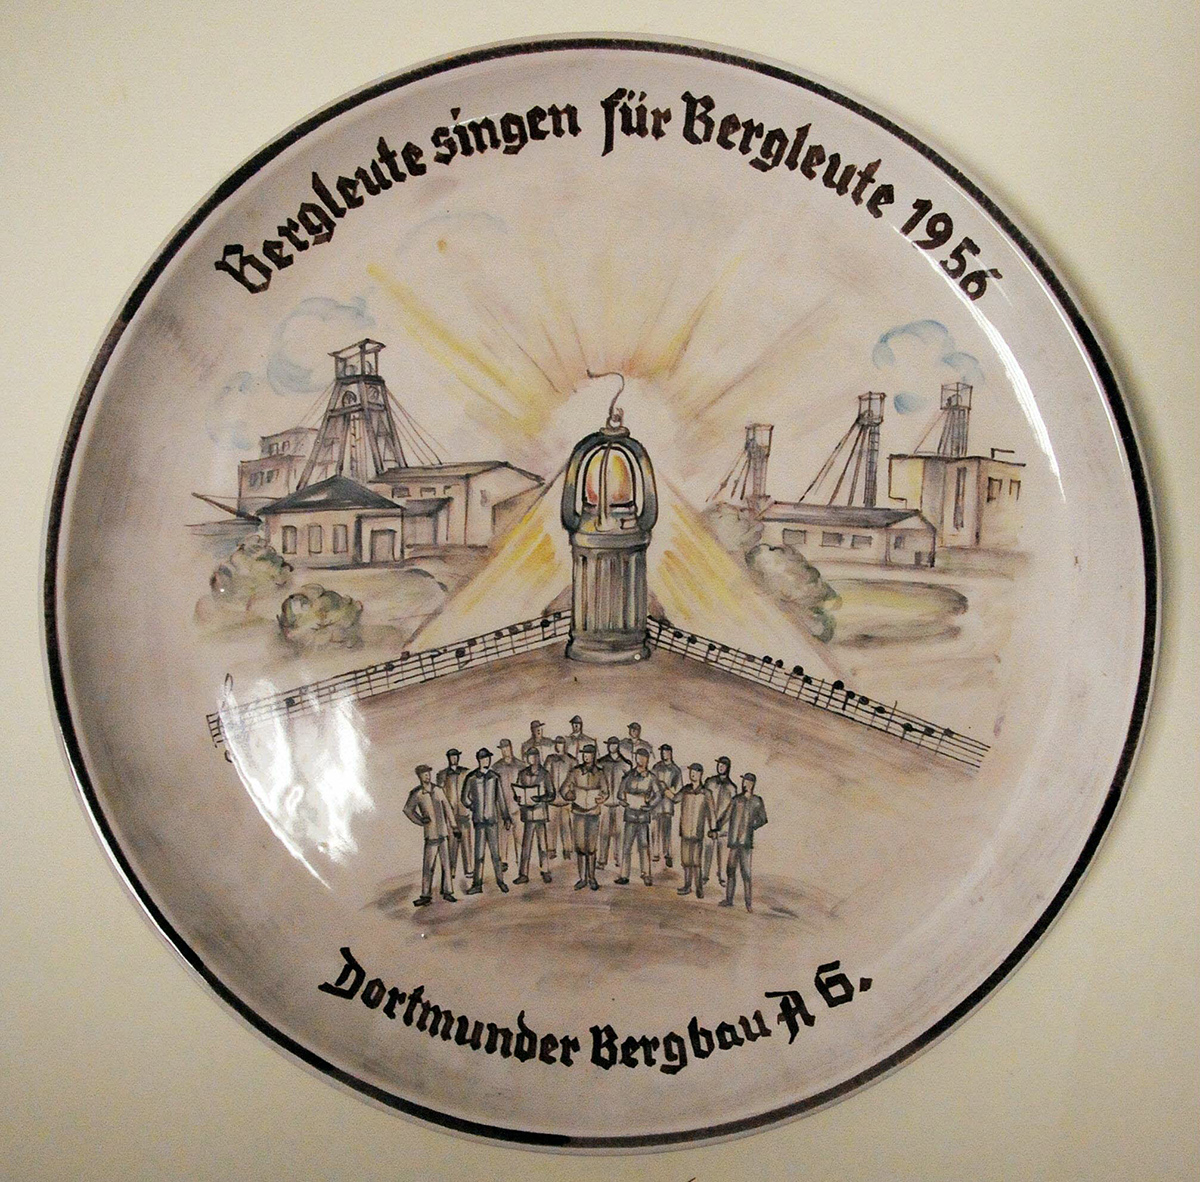 Bergleute singen für Bergleute 1956
Dortmunder Bergbau A G.